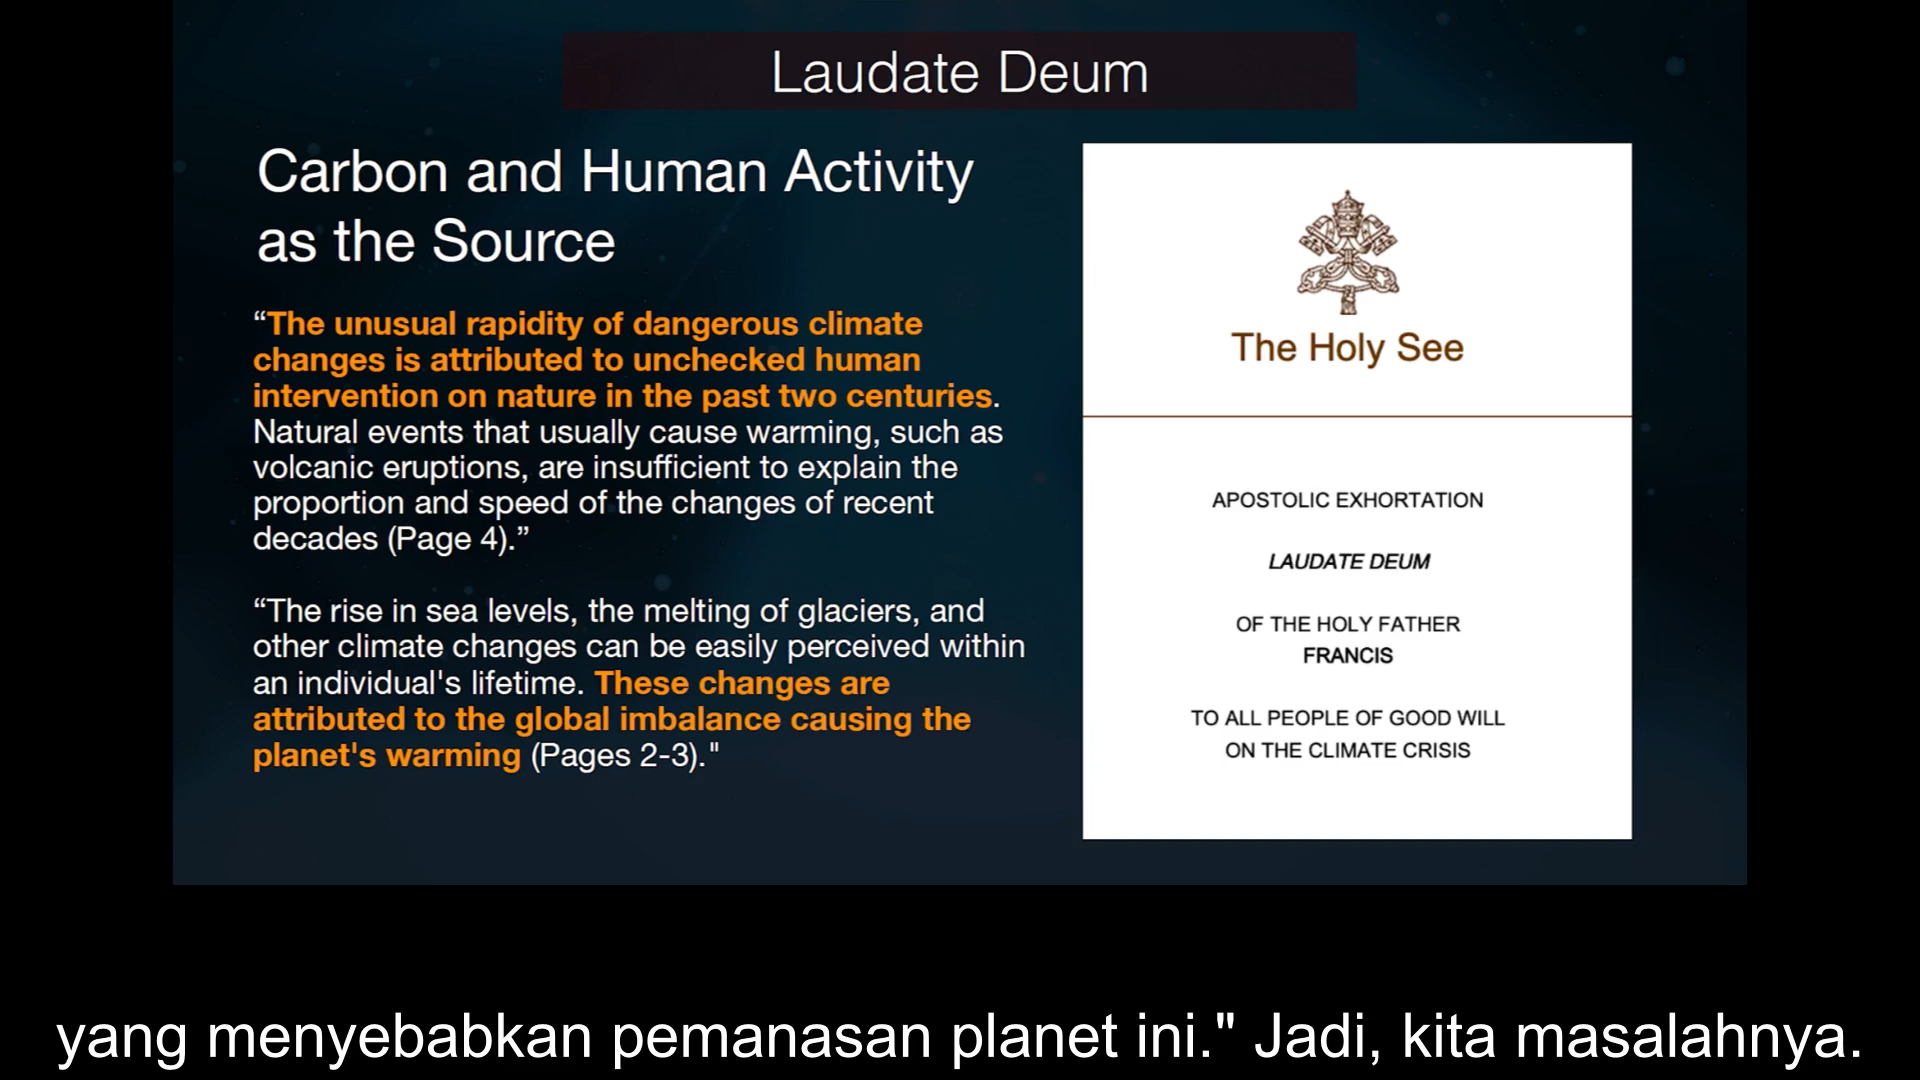 Laudate Deum
Carbon and Human Activity
as the Source
“The unusual rapidity of dangerous climate
changes is attributed to unchecked human
intervention on nature in the past two centuries.
Natural events that usually cause warming, such as
volcanic eruptions, are insufficient to explain the
proportion and speed of the changes of recent
decades (Page 4).”
“The rise in sea levels, the melting of glaciers, and
other climate changes can be easily perceived within
an individual's lifetime. These changes are
attributed to the global imbalance causing the
planet's warming (Pages 2-3)."
The Holy See
APOSTOLIC EXHORTATION
LAUDATE DEUM
OF THE HOLY FATHER
FRANCIS
TO ALL PEOPLE OF GOOD WILL
ON THE CLIMATE CRISIS
yang menyebabkan pemanasan planet ini." Jadi, kita masalahnya.